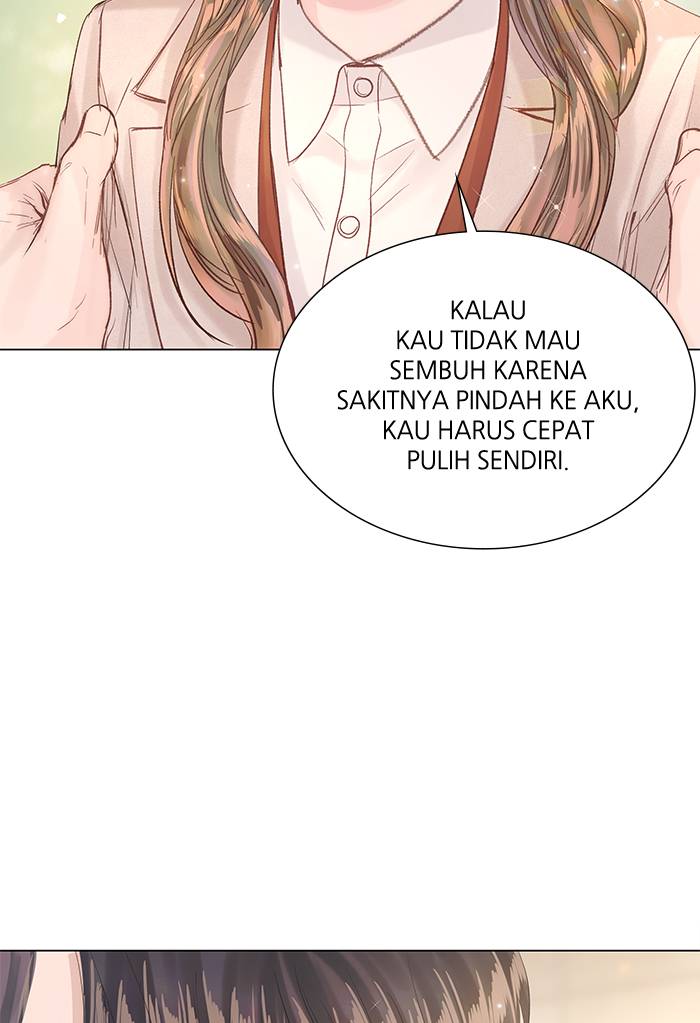 KALAU
KAU TIDAK MAU
SEMBUH KARENA
SAKITNYA PINDAH KE AKU,
KAU HARUS CEPAT
PULIH SENDIRI.